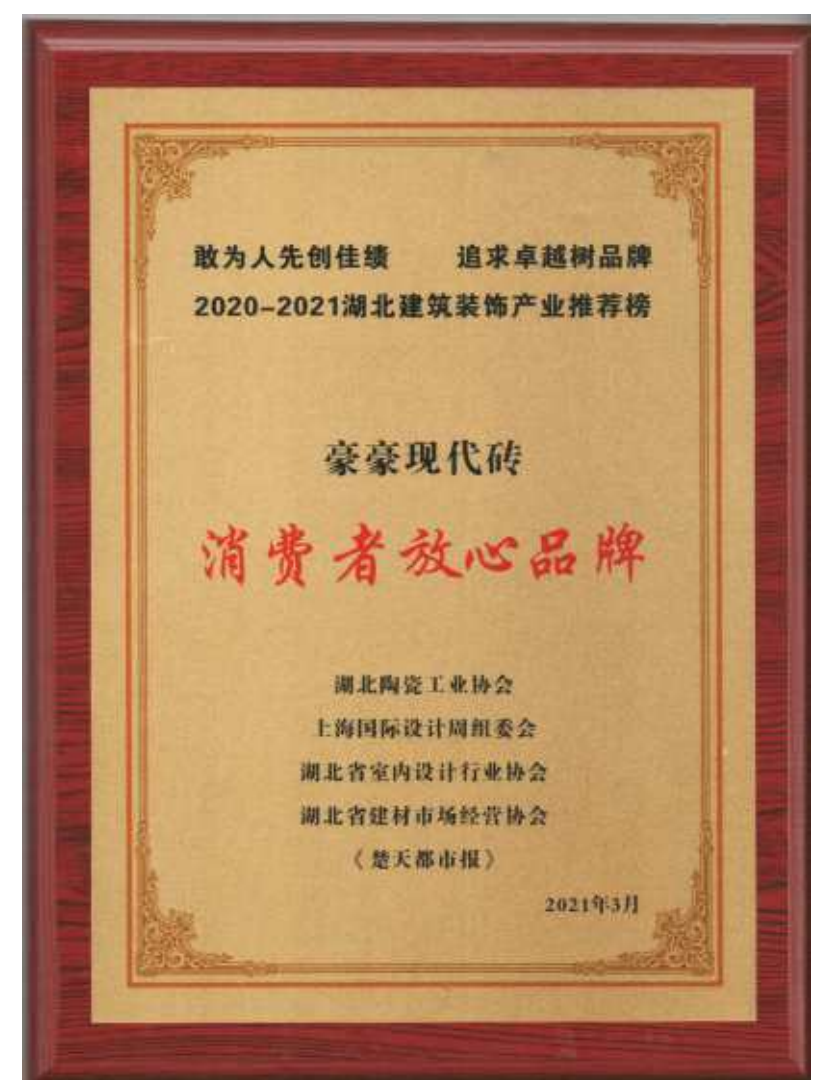 敢为人先创佳绩 追求卓越树品牌
2020-2021湖北建筑装饰产业推荐榜
豪豪现代砖
消费者放心品牌
湖北陶瓷工业协会
上海国际设计周组委会
湖北省室内设计行业协会
湖北省建材市场经营协会
《楚天都市报》
2021年3月